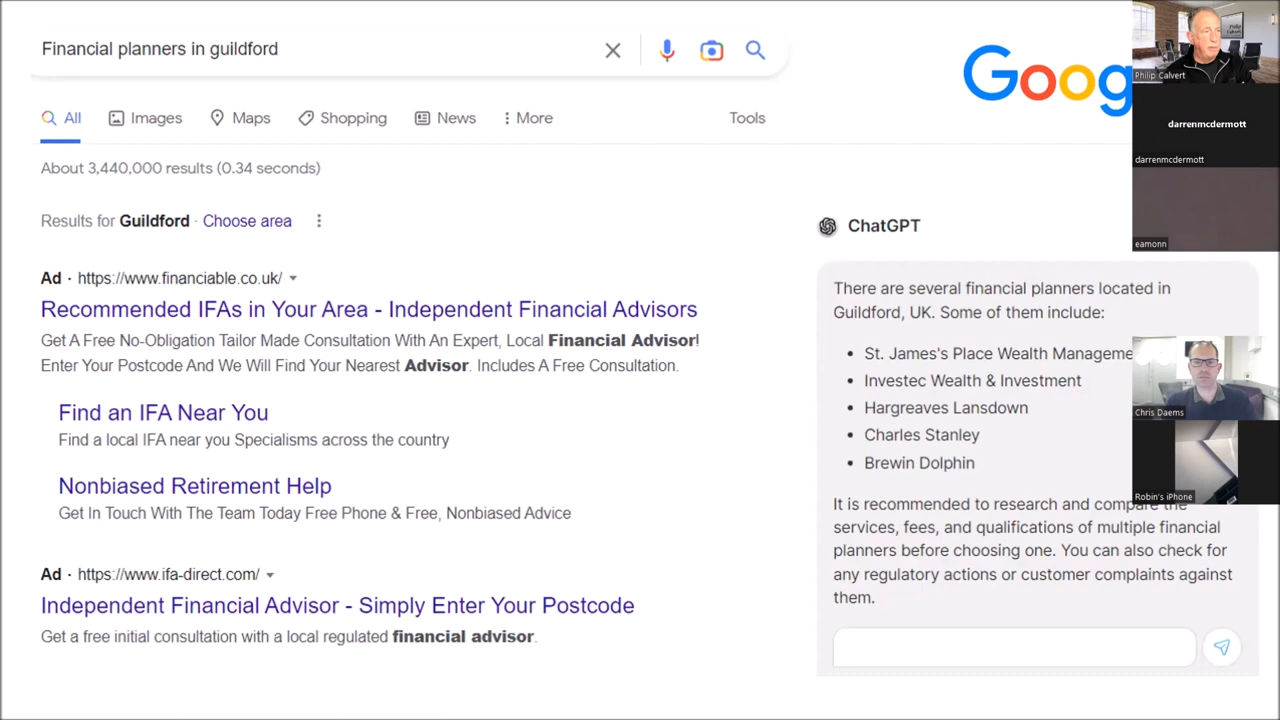 Financial planners in guildford
Goog
All Images Maps Shopping News More Tools
About 3,440,000 results (0.34 seconds)
Results for Guildford · Choose area
Ad · https://www.financiable.co.uk/
Recommended IFAs in Your Area - Independent Financial Advisors
Get A Free No-Obligation Tailor Made Consultation With An Expert, Local Financial Advisor!
Enter Your Postcode And We Will Find Your Nearest Advisor. Includes A Free Consultation.
Find an IFA Near You
Find a local IFA near you Specialisms across the country
Nonbiased Retirement Help
Get In Touch With The Team Today Free Phone & Free, Nonbiased Advice
Ad · https://www.ifa-direct.com/
Independent Financial Advisor - Simply Enter Your Postcode
Get a free initial consultation with a local regulated financial advisor.
ChatGPT
There are several financial planners located in
Guildford, UK. Some of them include:
• St. James's Place Wealth Manageme
• Investec Wealth & Investment
• Hargreaves Lansdown
• Charles Stanley
• Brewin Dolphin
It is recommended to research and compare the
services, fees, and qualifications of multiple financial
planners before choosing one. You can also check for
any regulatory actions or customer complaints against
them.
Philip Calvert
darrenmcdermott
darrenmcdermott
eamonn
Chris Daems
Robin's iPhone